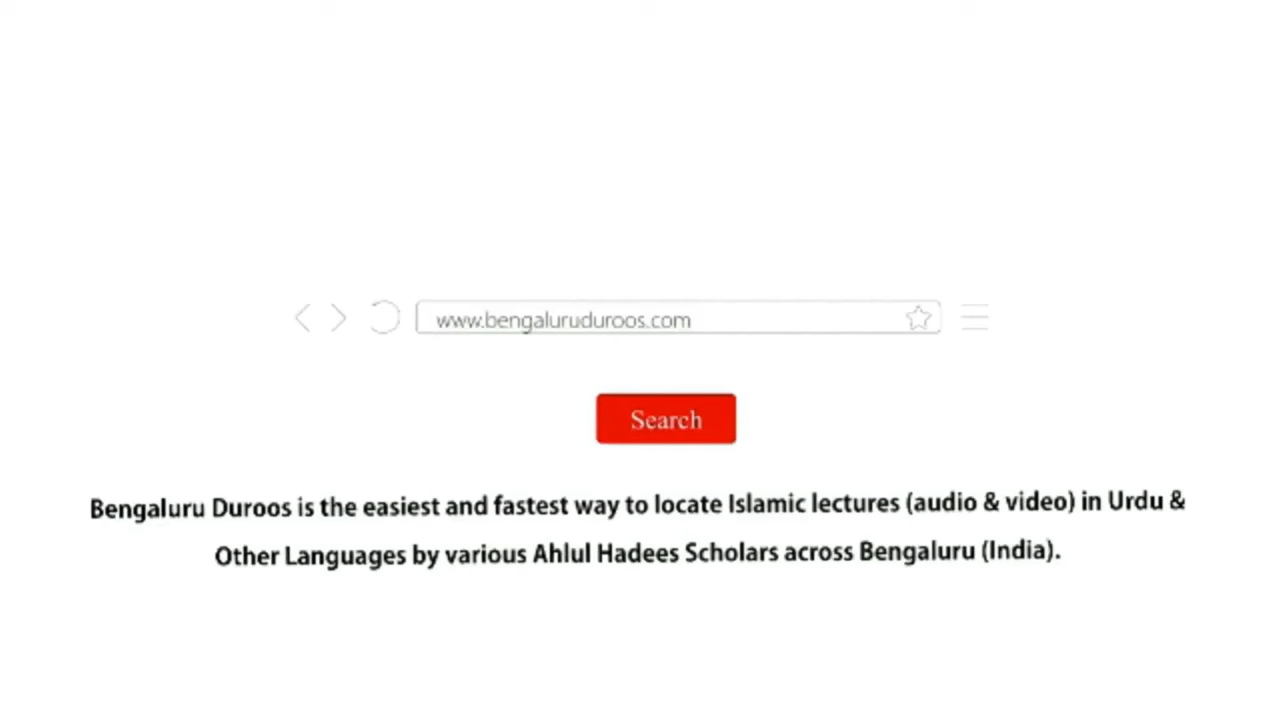 www.bengaluruduroos.com
Search
Bengaluru Duroos is the easiest and fastest way to locate Islamic lectures (audio & video) in Urdu &
Other Languages by various Ahlul Hadees Scholars across Bengaluru (India).